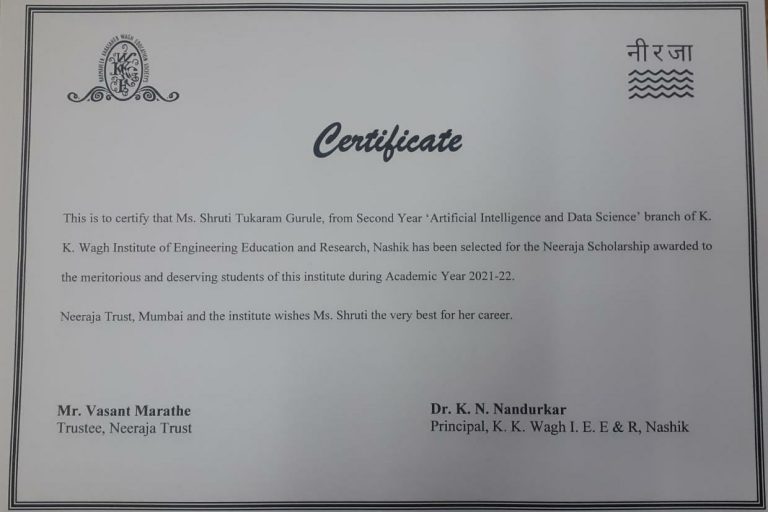 नीरजा
Certificate
This is to certify that Ms. Shruti Tukaram Gurule, from Second Year ‘Artificial Intelligence and Data Science’ branch of K.
K. Wagh Institute of Engineering Education and Research, Nashik has been selected for the Neeraja Scholarship awarded to
the meritorious and deserving students of this institute during Academic Year 2021-22.
Neeraja Trust, Mumbai and the institute wishes Ms. Shruti the very best for her career.
Mr. Vasant Marathe
Trustee, Neeraja Trust
Dr. K. N. Nandurkar
Principal, K. K. Wagh I. E. E & R, Nashik